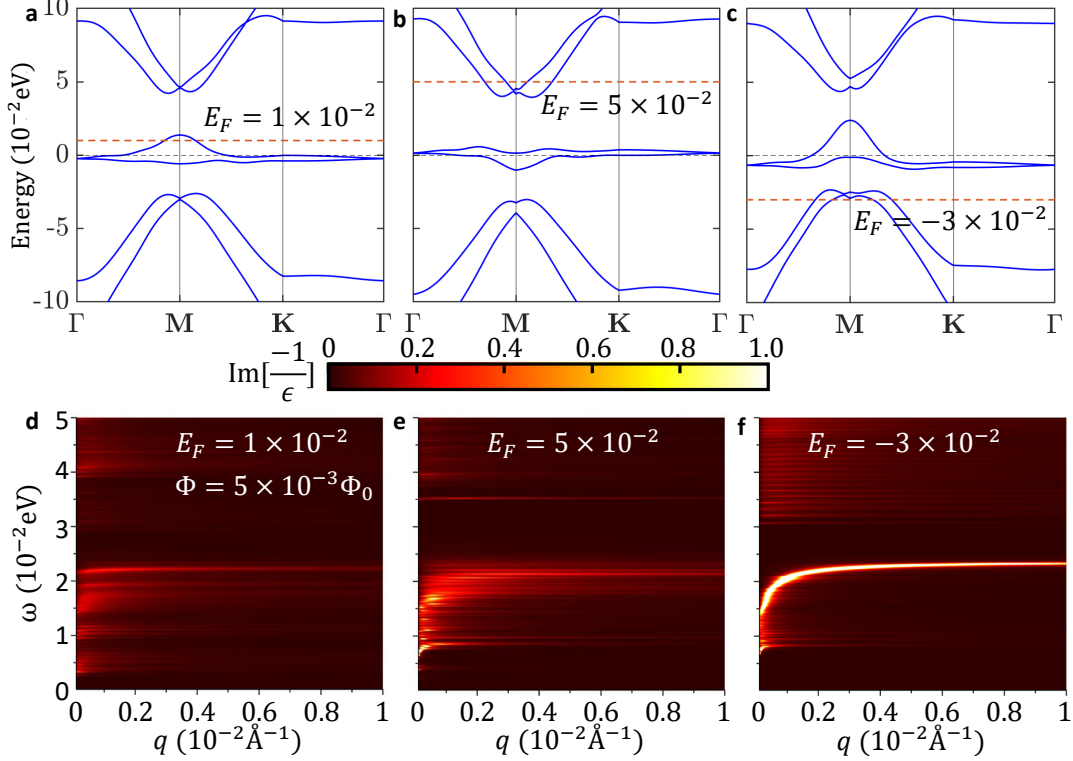 a
b
c
10
5
0
-5
-10
Energy (10⁻²eV)
E_F = 1 × 10⁻²
E_F = 5 × 10⁻²
E_F = −3 × 10⁻²
Γ M K Γ
Γ M K Γ
Γ M K Γ
Im[−1/ϵ]
0 0.2 0.4 0.6 0.8 1.0
d
e
f
E_F = 1 × 10⁻²
Φ = 5 × 10⁻³Φ₀
E_F = 5 × 10⁻²
E_F = −3 × 10⁻²
5
4
3
2
1
0
ω (10⁻²eV)
0 0.2 0.4 0.6 0.8 1
0 0.2 0.4 0.6 0.8 1
0 0.2 0.4 0.6 0.8 1
q (10⁻²Å⁻¹)
q (10⁻²Å⁻¹)
q (10⁻²Å⁻¹)